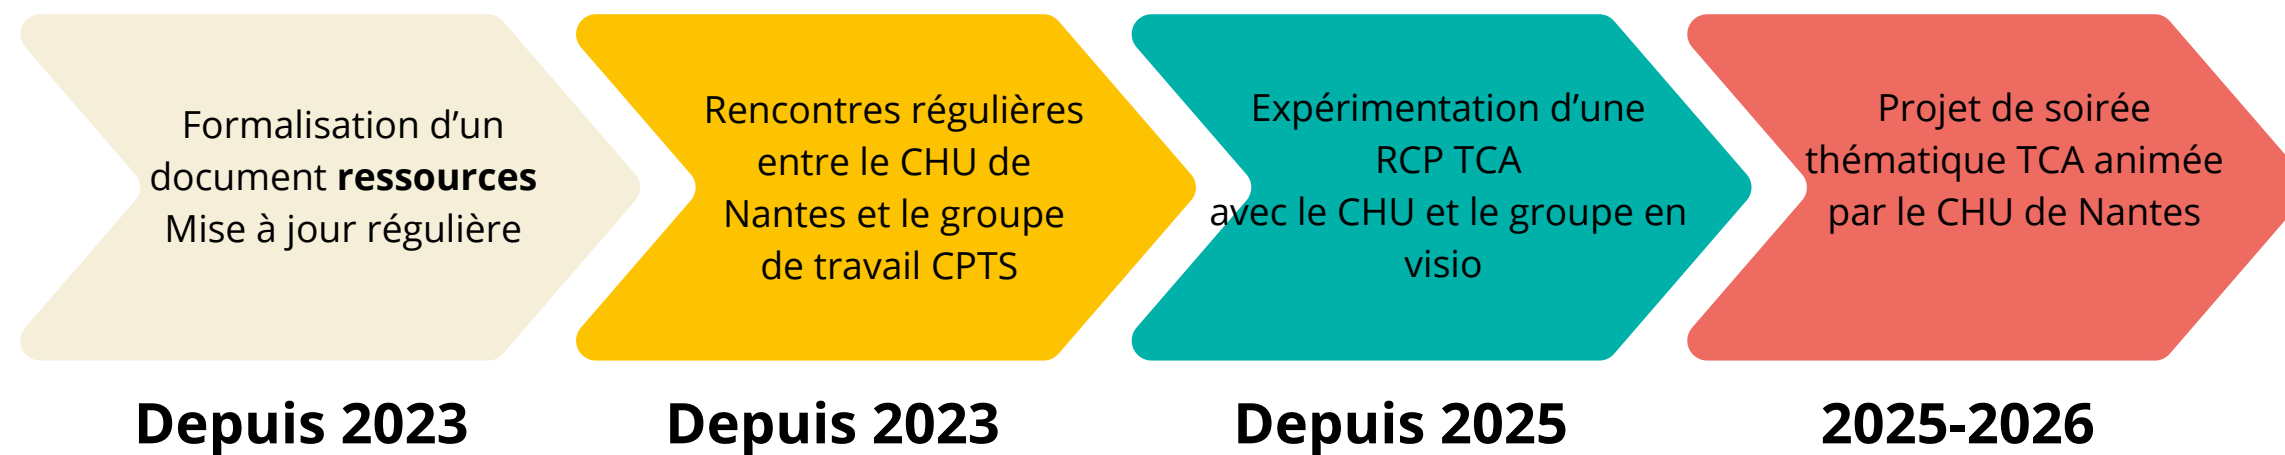 Formalisation d’un
document ressources
Mise à jour régulière
Depuis 2023
Rencontres régulières
entre le CHU de
Nantes et le groupe
de travail CPTS
Depuis 2023
Expérimentation d’une
RCP TCA
avec le CHU et le groupe en
visio
Depuis 2025
Projet de soirée
thématique TCA animée
par le CHU de Nantes
2025-2026